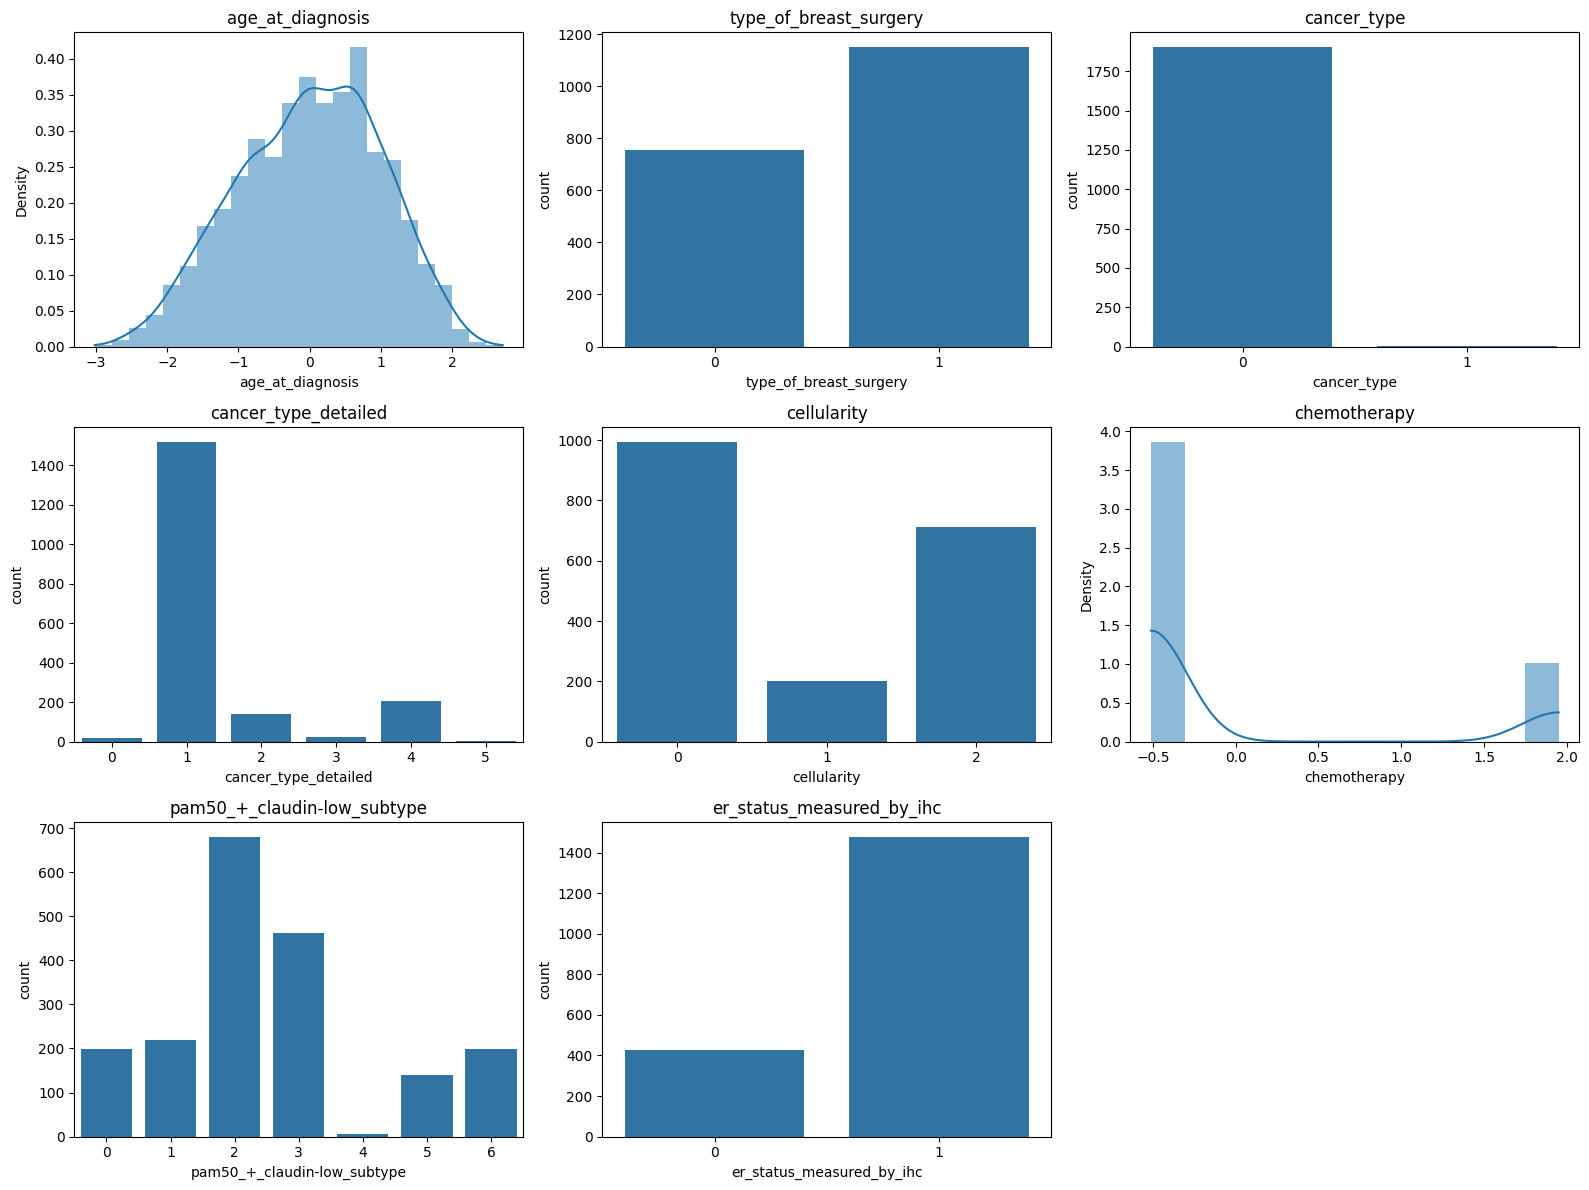 age_at_diagnosis
0.40
0.35
0.30
0.25
0.20
0.15
0.10
0.05
0.00
Density
−3 −2 −1 0 1 2
age_at_diagnosis
type_of_breast_surgery
1200
1000
800
600
400
200
0
count
0 1
type_of_breast_surgery
cancer_type
1750
1500
1250
1000
750
500
250
0
count
0 1
cancer_type
cancer_type_detailed
1400
1200
1000
800
600
400
200
0
count
0 1 2 3 4 5
cancer_type_detailed
cellularity
1000
800
600
400
200
0
count
0 1 2
cellularity
chemotherapy
4.0
3.5
3.0
2.5
2.0
1.5
1.0
0.5
0.0
Density
−0.5 0.0 0.5 1.0 1.5 2.0
chemotherapy
pam50_+_claudin-low_subtype
700
600
500
400
300
200
100
0
count
0 1 2 3 4 5 6
pam50_+_claudin-low_subtype
er_status_measured_by_ihc
1400
1200
1000
800
600
400
200
0
count
0 1
er_status_measured_by_ihc